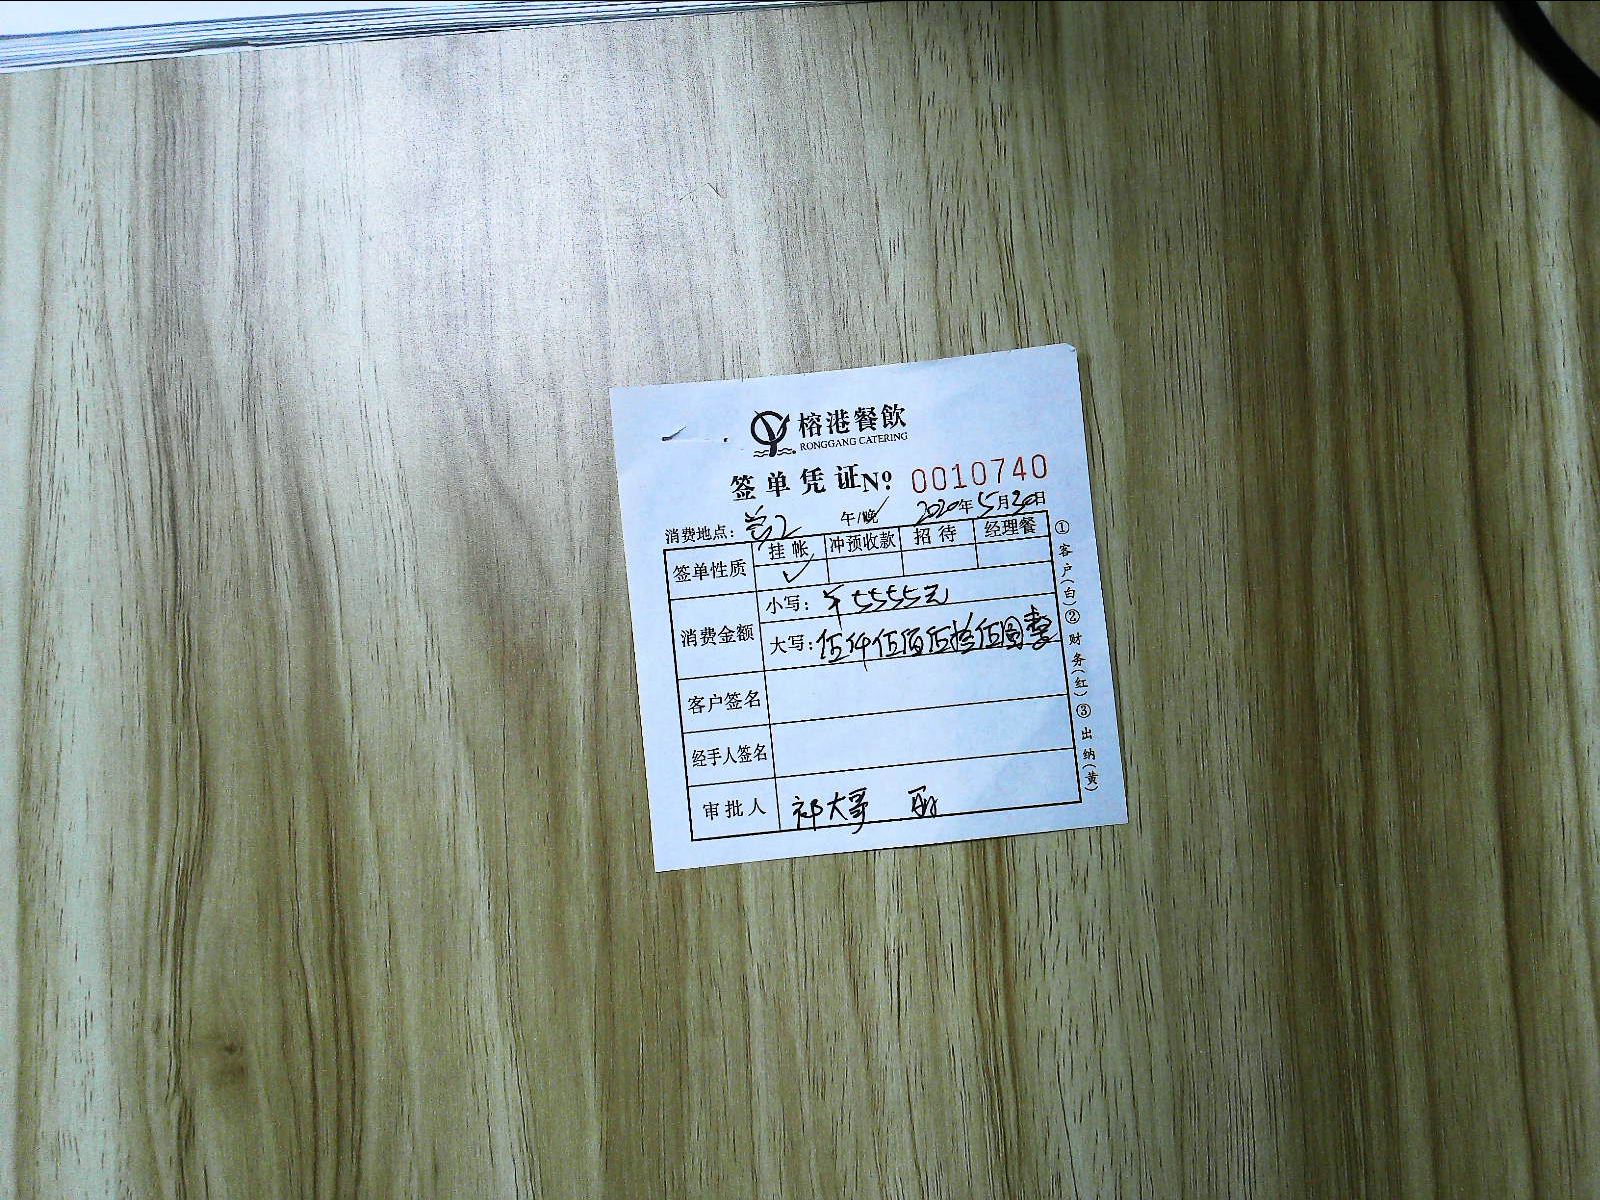 榕港餐飲
RONGGANG CATERING
签单凭证 Nº 0010740
消费地点: 午/晚 2020年5月30日
签单性质 挂帐 冲预收款 招待 经理餐
✓
消费金额 小写: ¥5555元
大写: 伍仟伍佰伍拾伍圆整
客户签名
经手人签名
审批人 祁大哥
①客户(白)②财务(红)③出纳(黄)